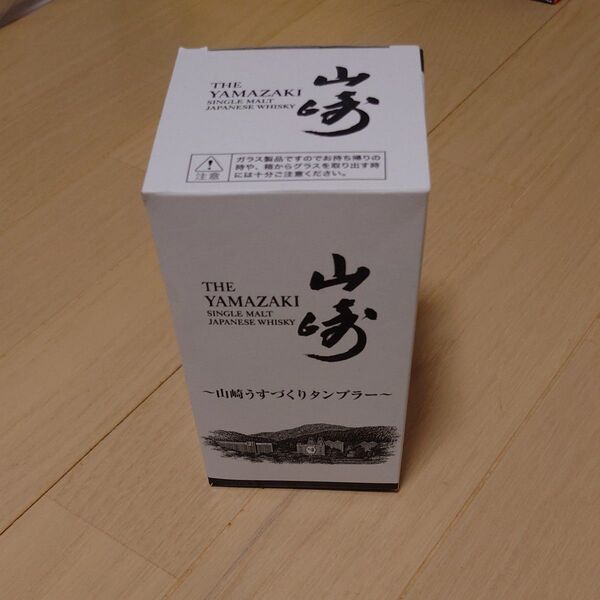 THE
YAMAZAKI
SINGLE MALT
JAPANESE WHISKY
山崎
注意
ガラス製品ですのでお持ち帰りの
時や、箱からグラスを取り出す時
には十分ご注意ください。
THE
YAMAZAKI
SINGLE MALT
JAPANESE WHISKY
山崎
〜山崎うすづくりタンブラー〜